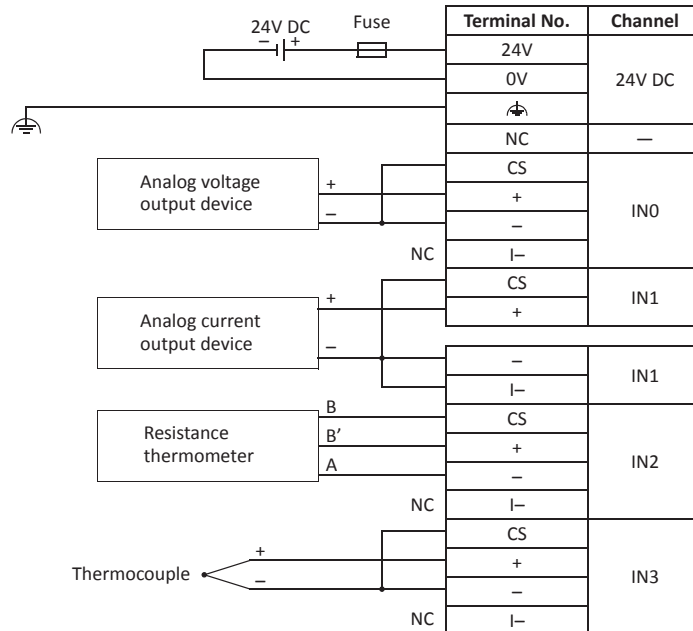 24V DC
Fuse
Terminal No.
Channel
–
+
24V
0V
24V DC
NC
—
Analog voltage
output device
+
–
CS
+
–
NC
I–
IN0
Analog current
output device
+
–
CS
+
IN1
–
I–
IN1
Resistance
thermometer
B
B’
A
CS
+
–
NC
I–
IN2
Thermocouple
+
–
CS
+
–
NC
I–
IN3